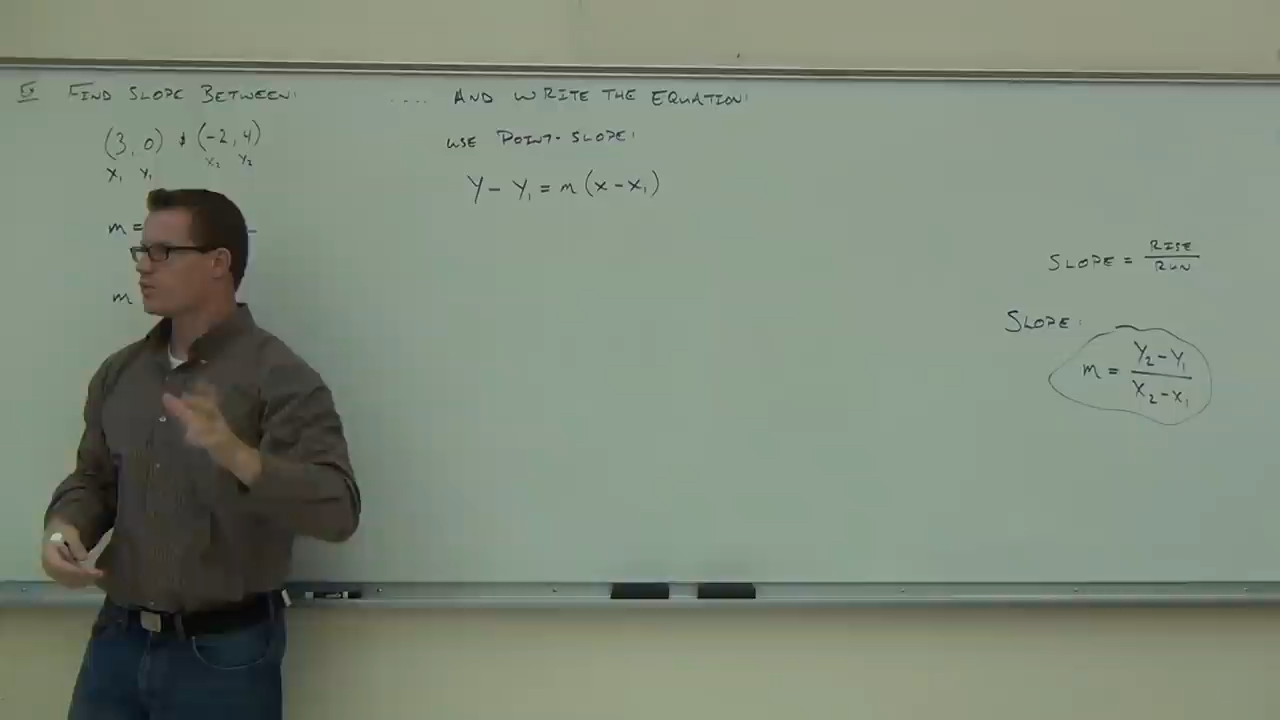 Ex FIND SLOPE BETWEEN:
(3, 0) & (-2, 4)
X₁ Y₁ X₂ Y₂
m =
m
.... AND WRITE THE EQUATION:
USE POINT-SLOPE:
Y - Y₁ = m (x - x₁)
SLOPE = RISE
RUN
SLOPE:
m = Y₂ - Y₁
X₂ - X₁